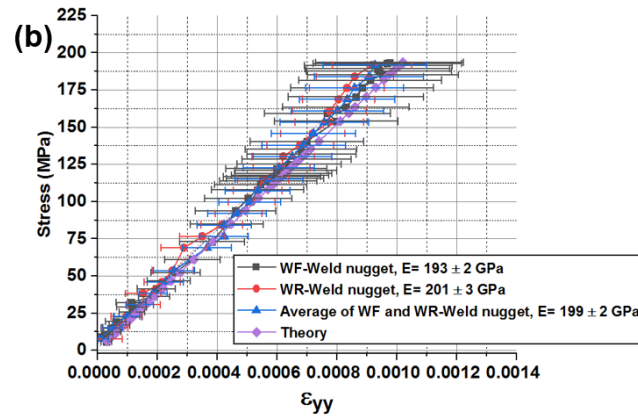 (b)
Stress (MPa)
225
200
175
150
125
100
75
50
25
0
WF-Weld nugget, E= 193 ± 2 GPa
WR-Weld nugget, E= 201 ± 3 GPa
Average of WF and WR-Weld nugget, E= 199 ± 2 GPa
Theory
0.0000 0.0002 0.0004 0.0006 0.0008 0.0010 0.0012 0.0014
εyy